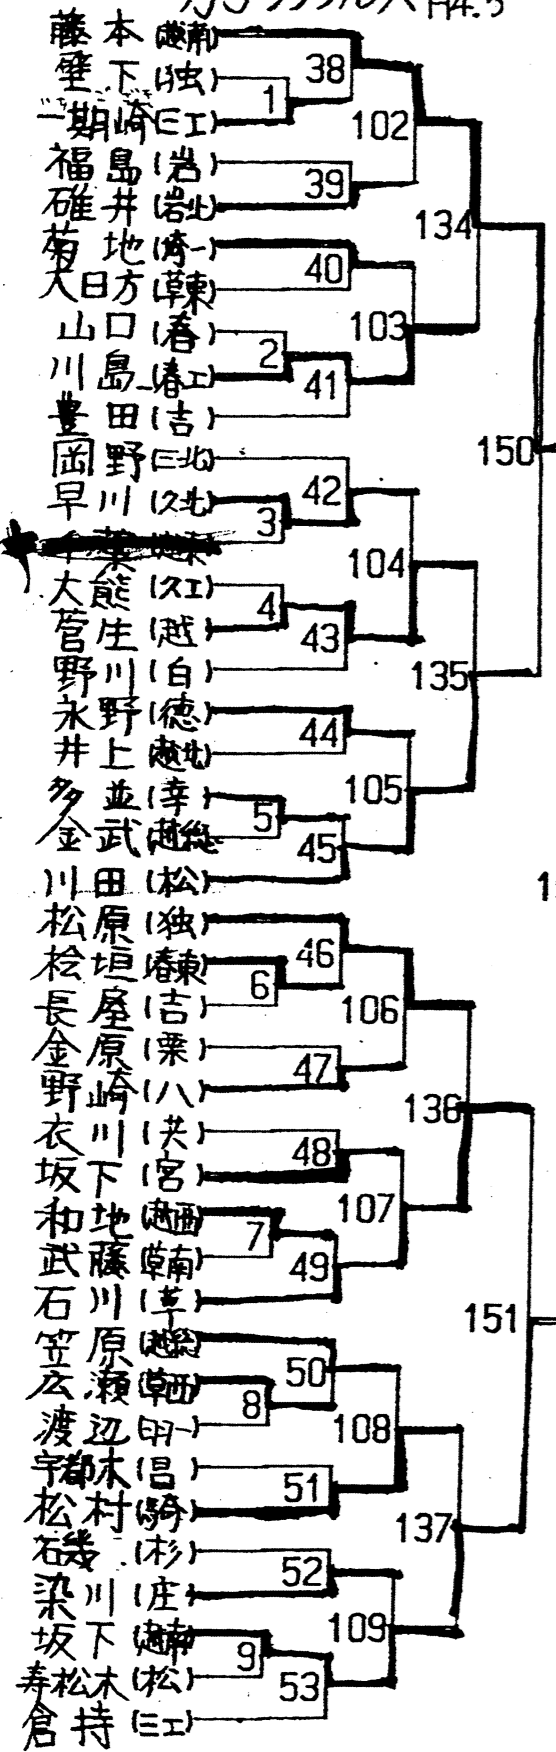 H4.5
藤本(越南)
笠下(独)
一期崎(三工)
福島(岩)
碓井(岩北)
菊地(埼一)
大日方(草東)
山口(春)
川島(春工)
豊田(吉)
岡野(三北)
早川(久北)
大熊(久工)
菅生(越)
野川(白)
永野(徳)
井上(越北)
多並(幸)
金武(越総)
川田(松)
松原(独)
桧垣(春東)
長屋(吉)
金原(栗)
野崎(八)
衣川(共)
坂下(宮)
和地(越西)
武藤(草南)
石川(草)
笠原(越総)
広瀬(草西)
渡辺
宇都木(昌)
松村
石幾(杉)
染川(庄)
坂下(越南)
寿松木(松)
倉持(三工)
38
1
102
39
134
40
103
2
41
150
42
3
104
4
43
135
44
105
5
45
1
46
6
106
47
136
48
107
7
49
151
50
8
108
51
137
52
109
9
53